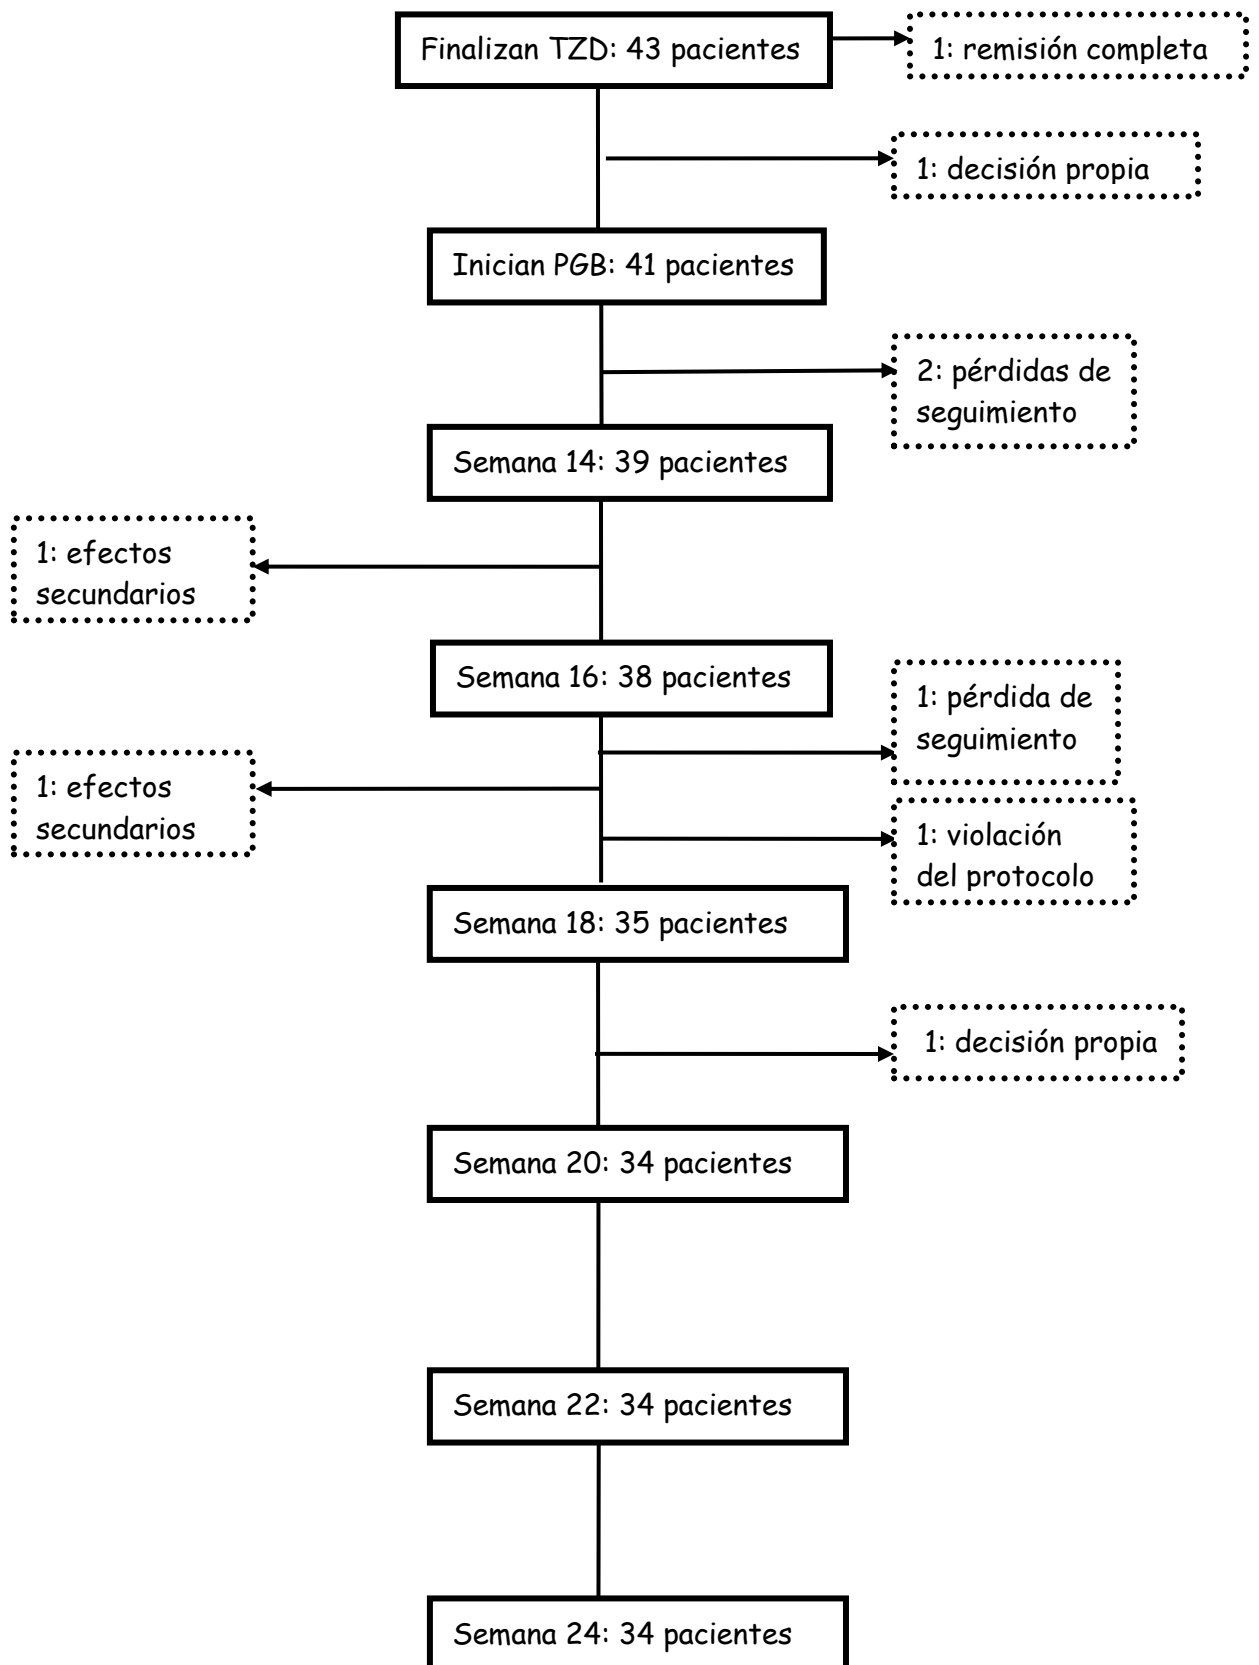 Finalizan TZD: 43 pacientes
1: remisión completa
1: decisión propia
Inician PGB: 41 pacientes
2: pérdidas de
seguimiento
Semana 14: 39 pacientes
1: efectos
secundarios
Semana 16: 38 pacientes
1: pérdida de
seguimiento
1: efectos
secundarios
1: violación
del protocolo
Semana 18: 35 pacientes
1: decisión propia
Semana 20: 34 pacientes
Semana 22: 34 pacientes
Semana 24: 34 pacientes